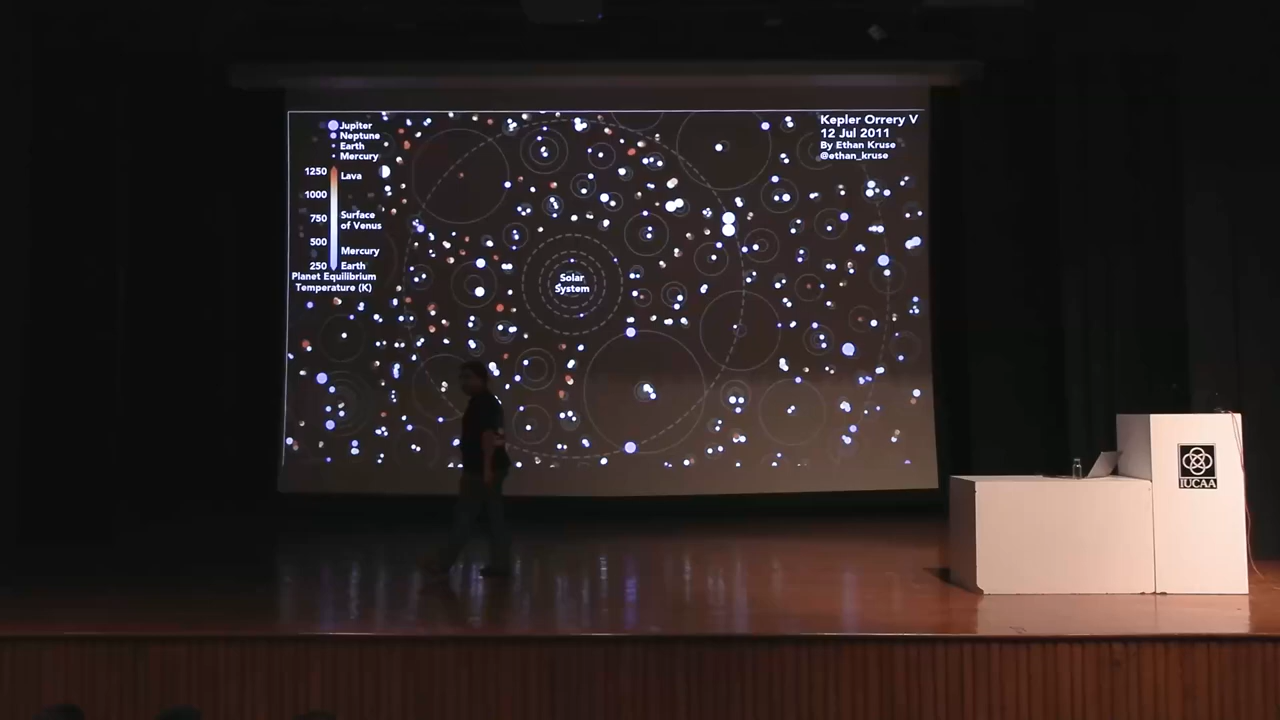 Jupiter
Neptune
Earth
Mercury
1250
Lava
1000
750
Surface
of Venus
500
Mercury
250
Earth
Planet Equilibrium
Temperature (K)
Solar
System
Kepler Orrery V
12 Jul 2011
By Ethan Kruse
@ethan_kruse
IUCAA